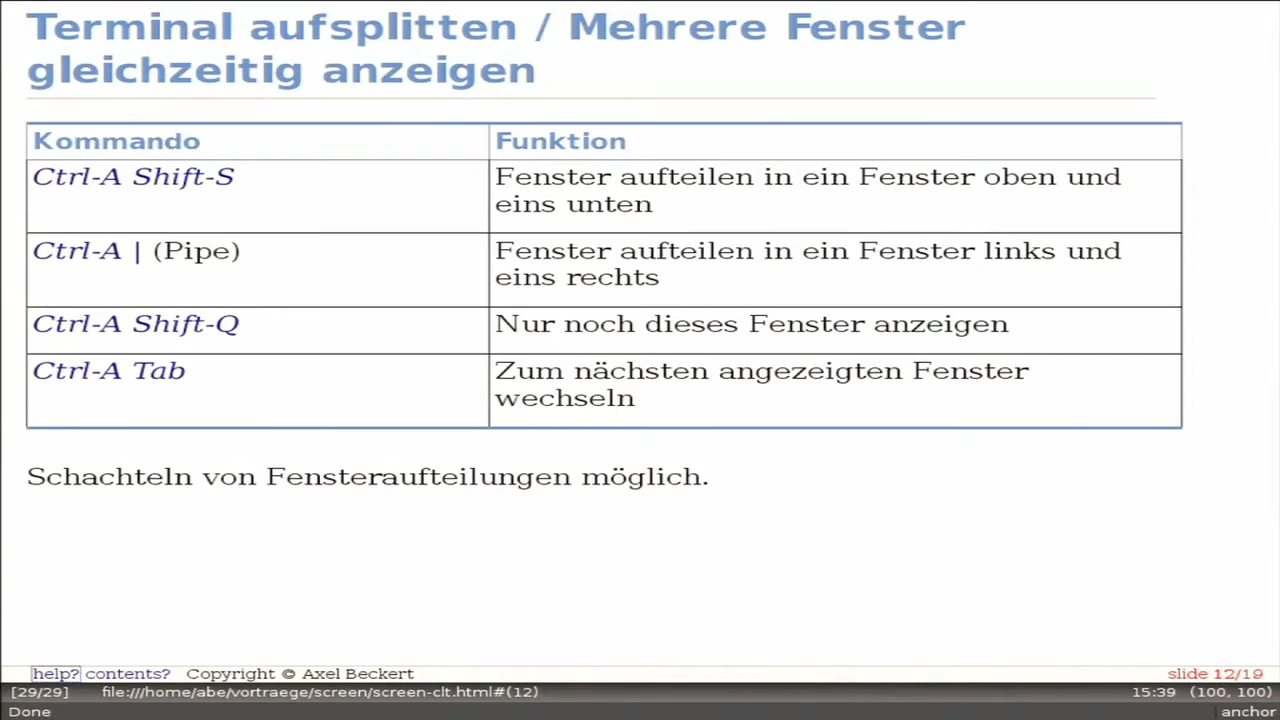 Terminal aufsplitten / Mehrere Fenster
gleichzeitig anzeigen
Kommando
Funktion
Ctrl-A Shift-S
Fenster aufteilen in ein Fenster oben und
eins unten
Ctrl-A | (Pipe)
Fenster aufteilen in ein Fenster links und
eins rechts
Ctrl-A Shift-Q
Nur noch dieses Fenster anzeigen
Ctrl-A Tab
Zum nächsten angezeigten Fenster
wechseln
Schachteln von Fensteraufteilungen möglich.
help? contents? Copyright © Axel Beckert
slide 12/19
[29/29] file:///home/abe/vortraege/screen/screen-clt.html#(12)
15:39 (100, 100)
Done
anchor